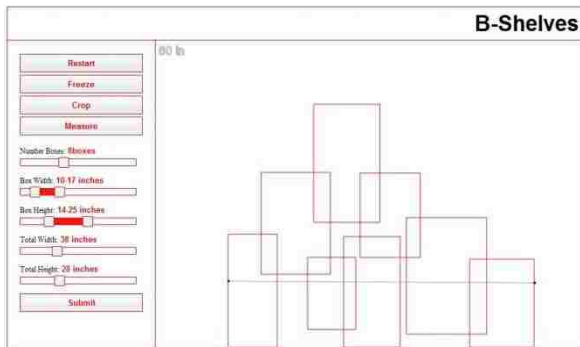 B-Shelves
60 in
Restart
Freeze
Crop
Measure
Number Boxes: 8boxes
Box Width: 10-17 inches
Box Height: 14-25 inches
Total Width: 38 inches
Total Height: 28 inches
Submit